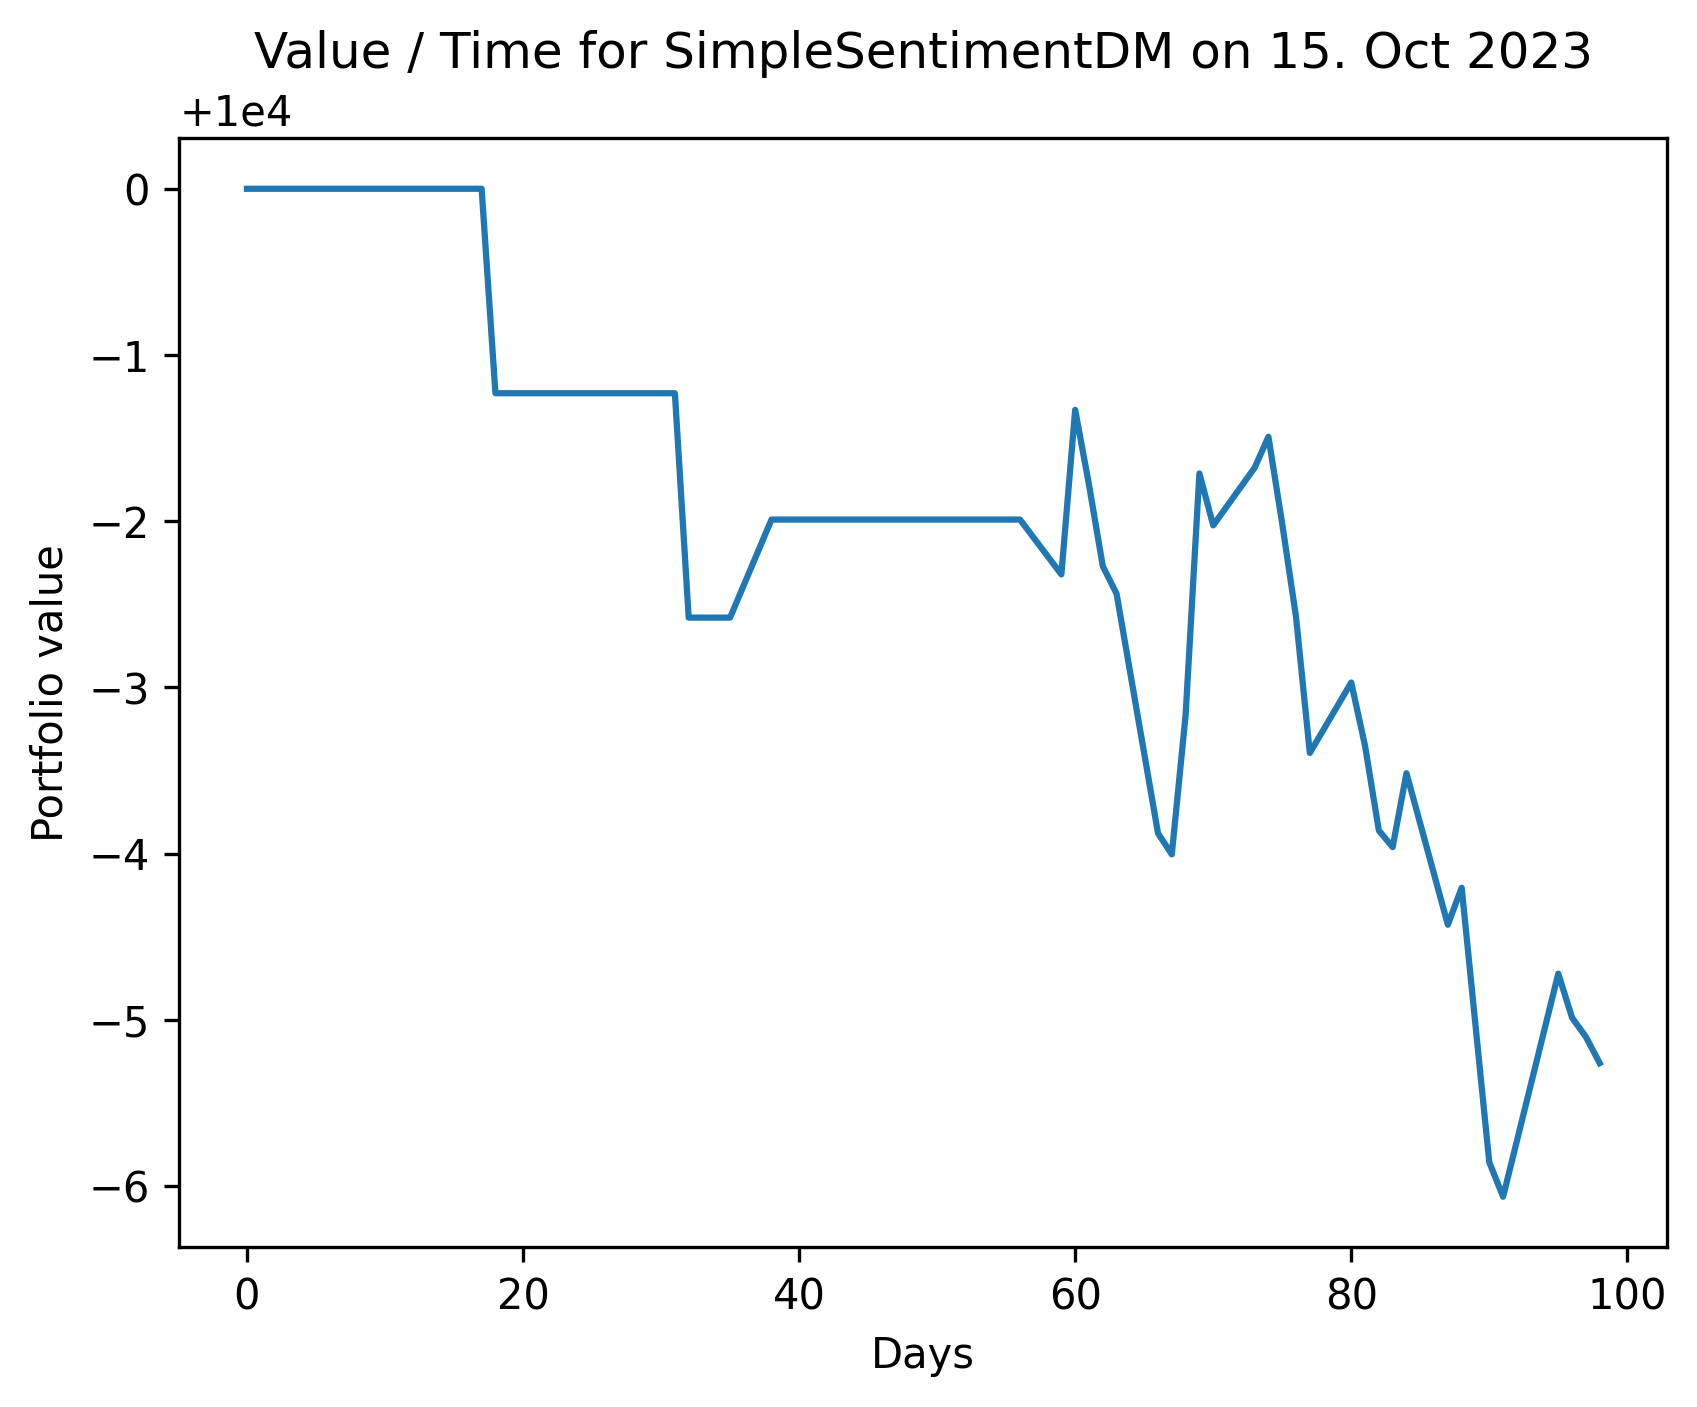 Value / Time for SimpleSentimentDM on 15. Oct 2023
+1e4
0
−1
−2
−3
−4
−5
−6
Portfolio value
0 20 40 60 80 100
Days